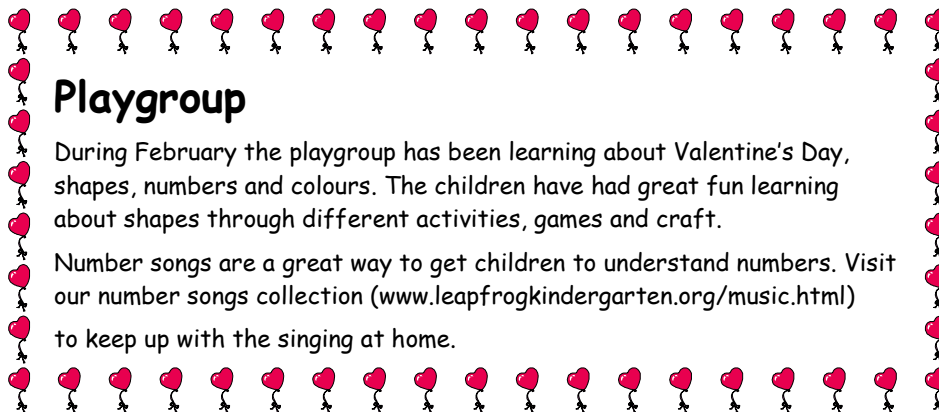 Playgroup
During February the playgroup has been learning about Valentine’s Day,
shapes, numbers and colours. The children have had great fun learning
about shapes through different activities, games and craft.
Number songs are a great way to get children to understand numbers. Visit
our number songs collection (www.leapfrogkindergarten.org/music.html)
to keep up with the singing at home.